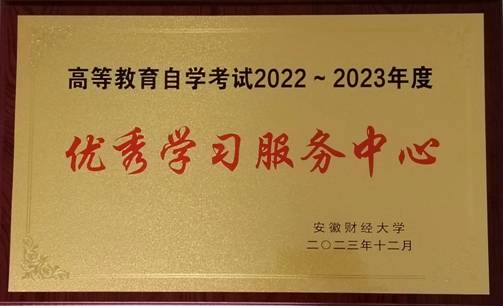 高等教育自学考试2022～2023年度
优秀学习服务中心
安徽财经大学
二〇二三年十二月